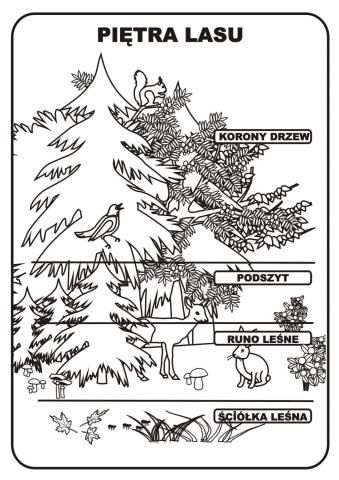 PIĘTRA LASU
KORONY DRZEW
PODSZYT
RUNO LEŚNE
ŚCIÓŁKA LEŚNA